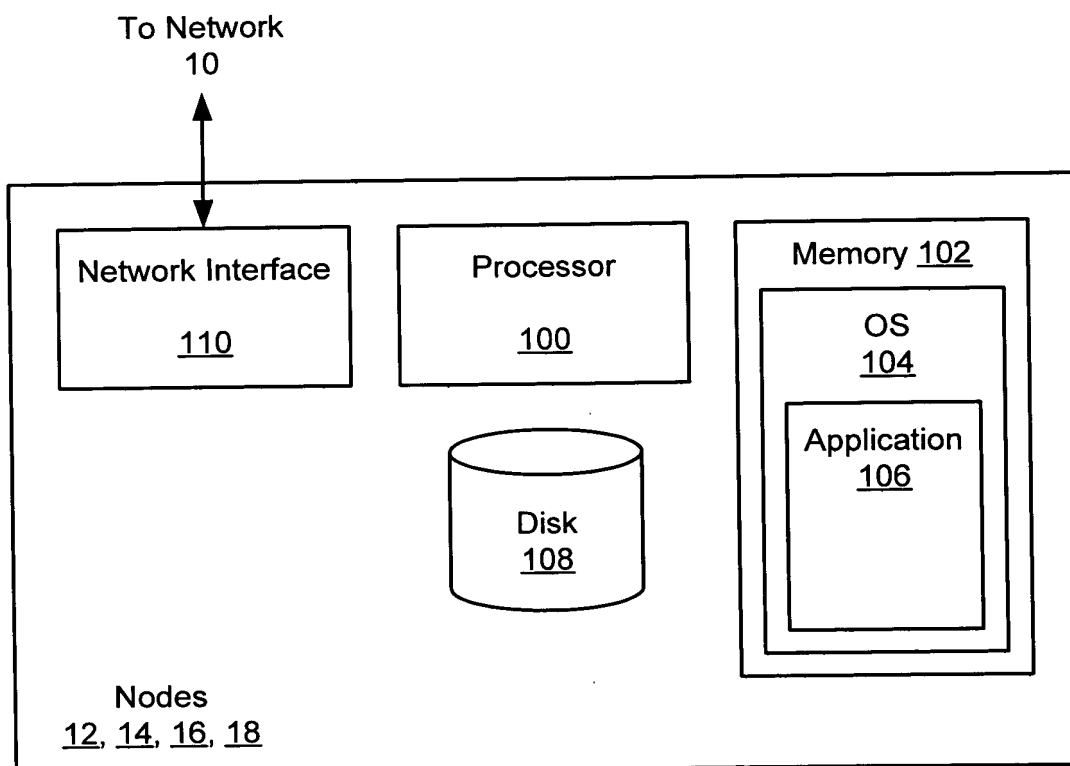 To Network
10
Network Interface
110
Processor
100
Memory 102
OS
104
Application
106
Disk
108
Nodes
12, 14, 16, 18